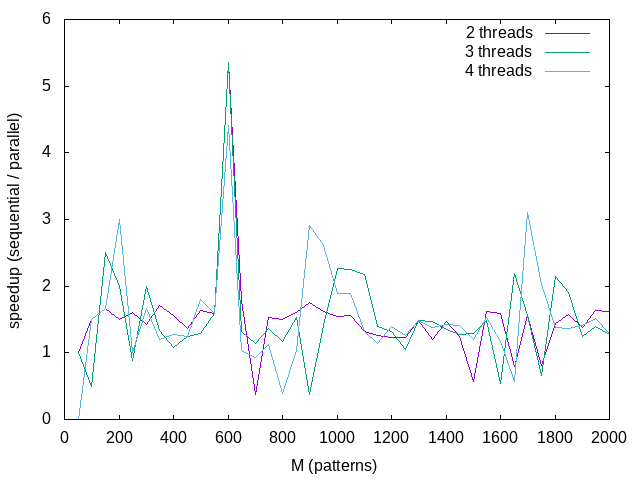 6
5
4
3
2
1
0
0 200 400 600 800 1000 1200 1400 1600 1800 2000
speedup (sequential / parallel)
M (patterns)
2 threads
3 threads
4 threads